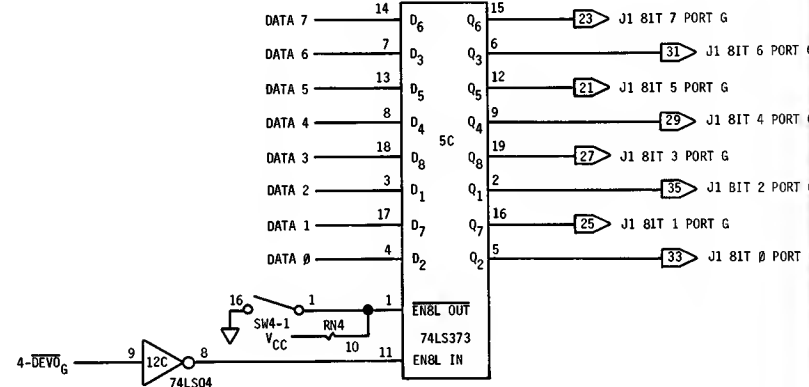 DATA 7 14 D6 Q6 15 23 J1 81T 7 PORT G
DATA 6 7 D3 Q3 6 31 J1 8IT 6 PORT
DATA 5 13 D5 Q5 12 21 J1 81T 5 PORT G
DATA 4 8 D4 Q4 9 29 J1 8IT 4 PORT
5C
DATA 3 18 D8 Q8 19 27 J1 8IT 3 PORT G
DATA 2 3 D1 Q1 2 35 J1 BIT 2 PORT
DATA 1 17 D7 Q7 16 25 J1 81T 1 PORT G
DATA Ø 4 D2 Q2 5 33 J1 81T Ø PORT
16 1 1 EN8L OUT
SW4-1 RN4
VCC 10 74LS373
4-DEVOG 9 12C 8 11 EN8L IN
74LS04